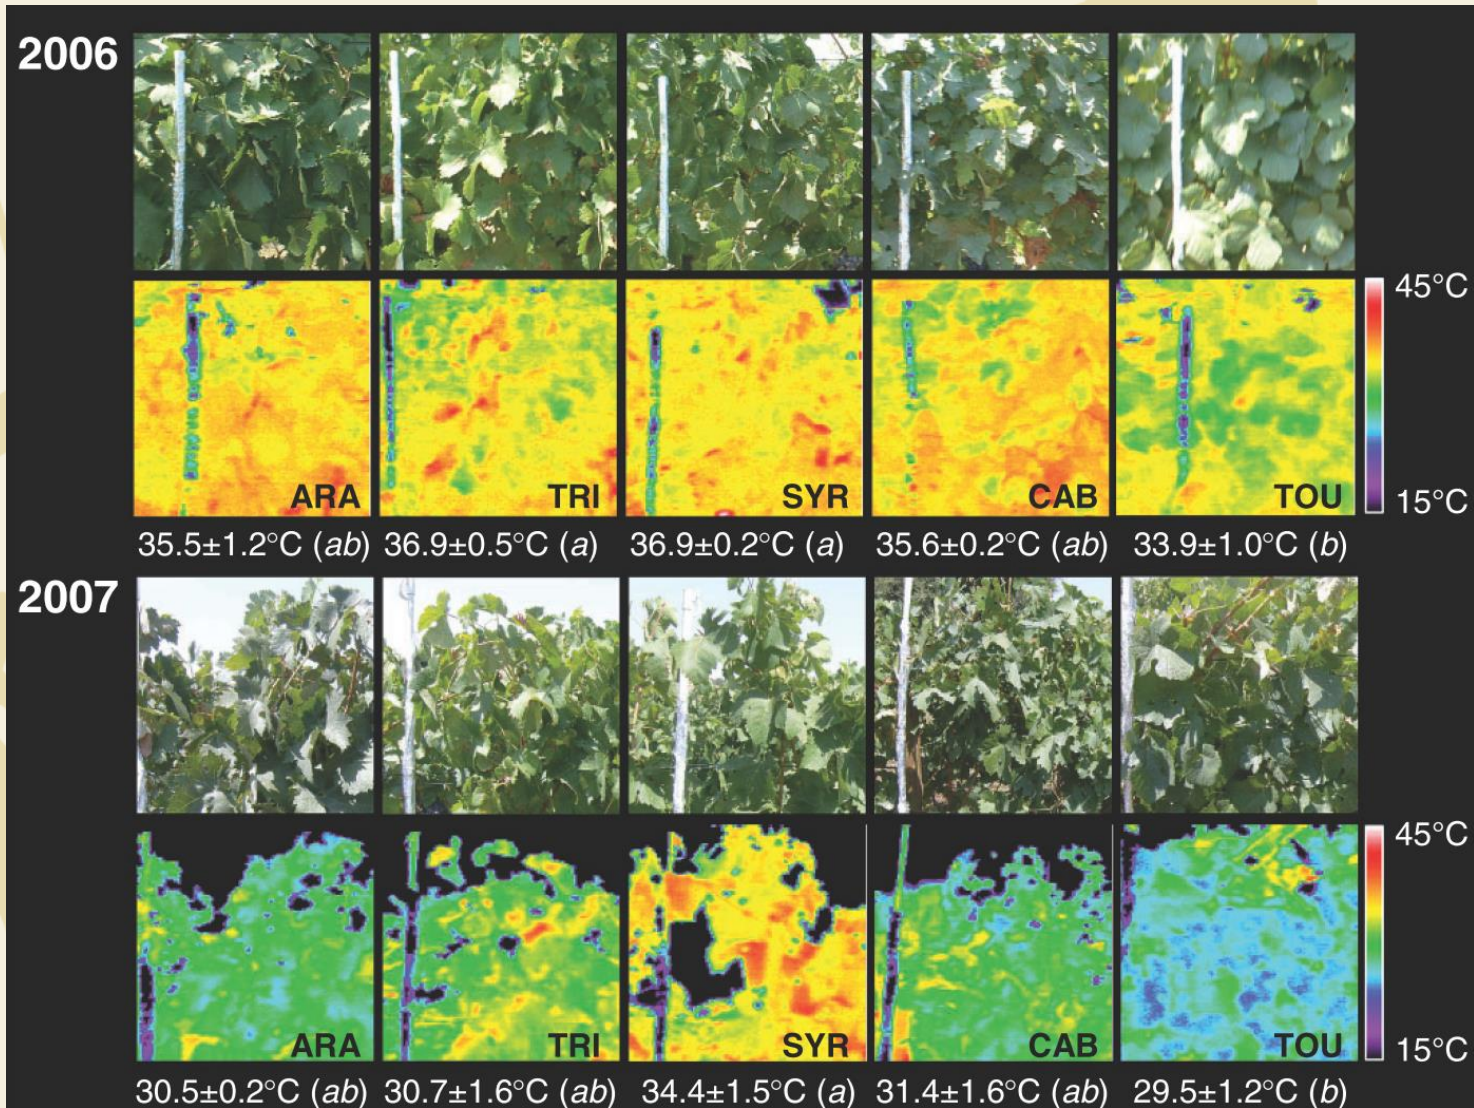 2006
45°C
ARA TRI SYR CAB TOU
15°C
35.5±1.2°C (ab) 36.9±0.5°C (a) 36.9±0.2°C (a) 35.6±0.2°C (ab) 33.9±1.0°C (b)
2007
45°C
ARA TRI SYR CAB TOU
15°C
30.5±0.2°C (ab) 30.7±1.6°C (ab) 34.4±1.5°C (a) 31.4±1.6°C (ab) 29.5±1.2°C (b)